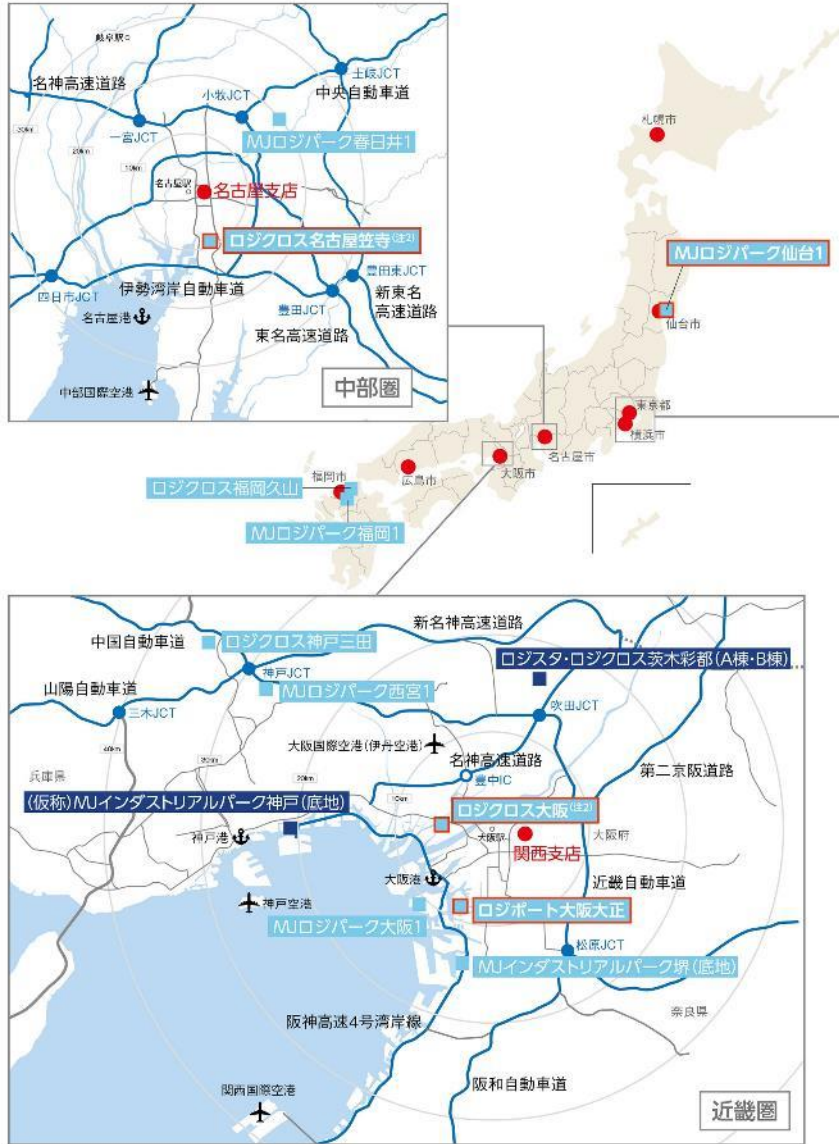 岐阜駅
名神高速道路
土岐JCT
小牧JCT
中央自動車道
30km
一宮JCT
MJロジパーク春日井1
20km
10km
名古屋駅
名古屋支店
ロジクロス名古屋笠寺(注2)
豊田東JCT
四日市JCT
伊勢湾岸自動車道
新東名
高速道路
豊田JCT
名古屋港
東名高速道路
中部国際空港
中部圏
札幌市
MJロジパーク仙台1
仙台市
東京都
横浜市
名古屋市
大阪市
広島市
福岡市
ロジクロス福岡久山
MJロジパーク福岡1
新名神高速道路
中国自動車道
ロジクロス神戸三田
ロジスタ・ロジクロス茨木彩都(A棟・B棟)
神戸JCT
山陽自動車道
MJロジパーク西宮1
三木JCT
吹田JCT
大阪国際空港(伊丹空港)
40km
30km
名神高速道路
第二京阪道路
兵庫県
20km
豊中IC
10km
(仮称)MJインダストリアルパーク神戸(底地)
ロジクロス大阪(注2)
神戸港
大阪駅
大阪府
関西支店
大阪港
近畿自動車道
神戸空港
MJロジパーク大阪1
ロジポート大阪大正
松原JCT
MJインダストリアルパーク堺(底地)
奈良県
阪神高速4号湾岸線
阪和自動車道
関西国際空港
近畿圏